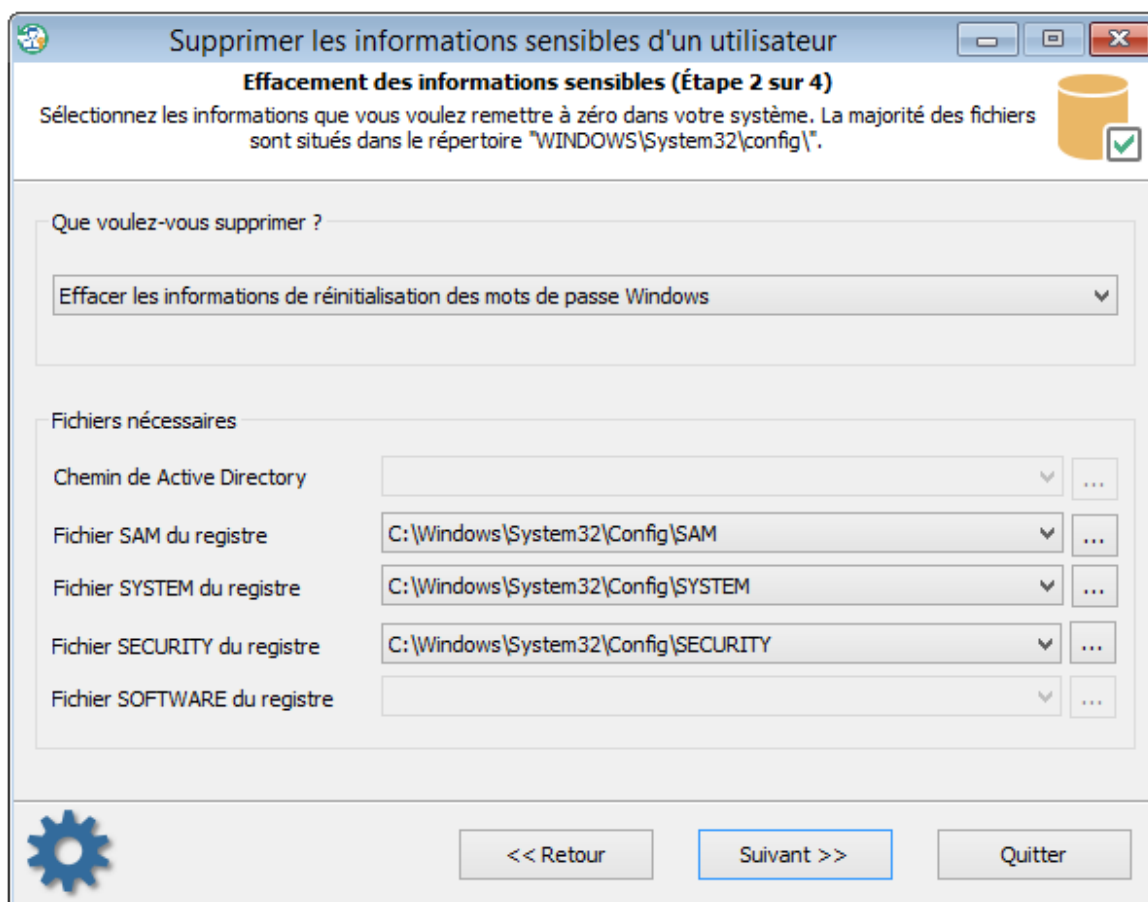 Supprimer les informations sensibles d'un utilisateur
Effacement des informations sensibles (Étape 2 sur 4)
Sélectionnez les informations que vous voulez remettre à zéro dans votre système. La majorité des fichiers
sont situés dans le répertoire "WINDOWS\System32\config\".
Que voulez-vous supprimer ?
Effacer les informations de réinitialisation des mots de passe Windows
Fichiers nécessaires
Chemin de Active Directory
...
Fichier SAM du registre
C:\Windows\System32\Config\SAM
...
Fichier SYSTEM du registre
C:\Windows\System32\Config\SYSTEM
...
Fichier SECURITY du registre
C:\Windows\System32\Config\SECURITY
...
Fichier SOFTWARE du registre
...
<< Retour
Suivant >>
Quitter